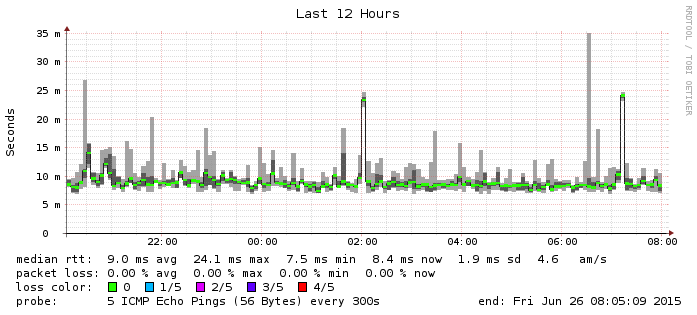 Last 12 Hours
RRDTOOL / TOBI OETIKER
Seconds
35 m
30 m
25 m
20 m
15 m
10 m
5 m
0
22:00 00:00 02:00 04:00 06:00 08:00
median rtt: 9.0 ms avg 24.1 ms max 7.5 ms min 8.4 ms now 1.9 ms sd 4.6 am/s
packet loss: 0.00 % avg 0.00 % max 0.00 % min 0.00 % now
loss color: 0 1/5 2/5 3/5 4/5
probe: 5 ICMP Echo Pings (56 Bytes) every 300s end: Fri Jun 26 08:05:09 2015